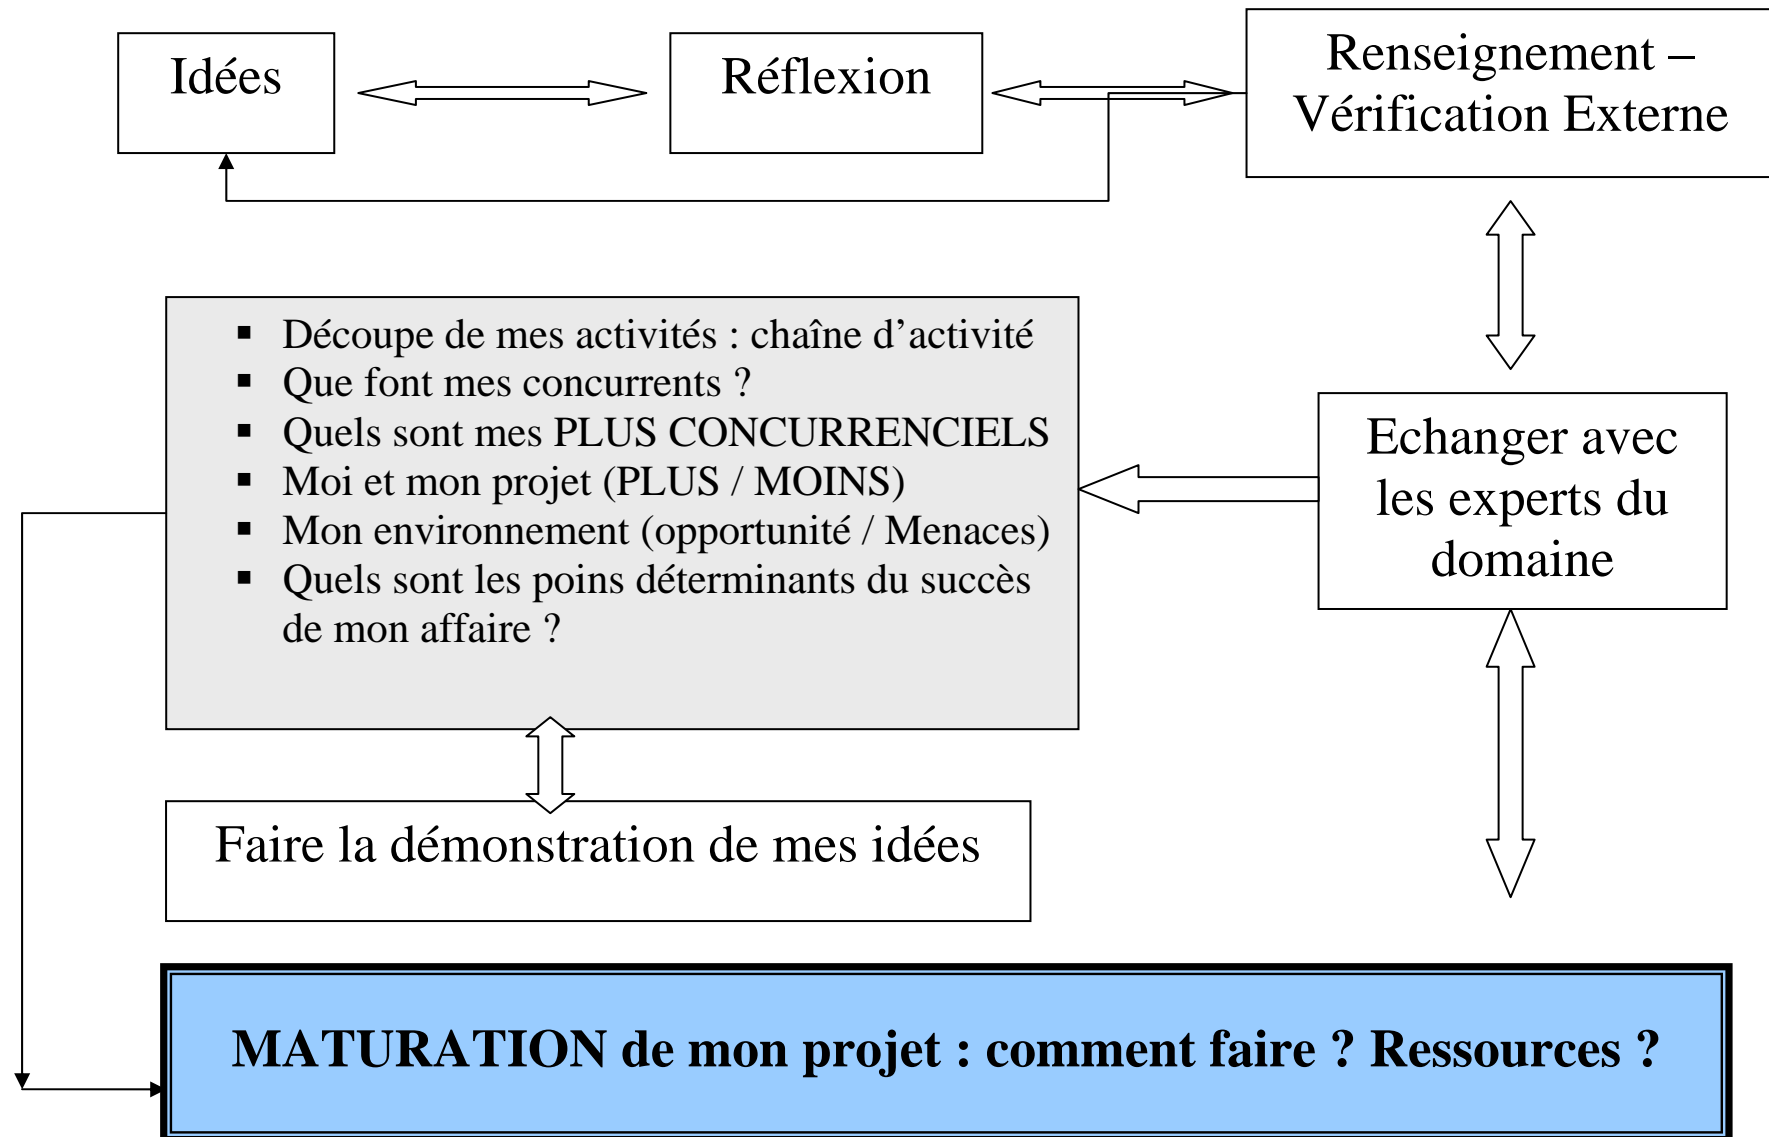 Idées
Réflexion
Renseignement –
Vérification Externe
▪ Découpe de mes activités : chaîne d’activité
▪ Que font mes concurrents ?
▪ Quels sont mes PLUS CONCURRENCIELS
▪ Moi et mon projet (PLUS / MOINS)
▪ Mon environnement (opportunité / Menaces)
▪ Quels sont les poins déterminants du succès
de mon affaire ?
Echanger avec
les experts du
domaine
Faire la démonstration de mes idées
MATURATION de mon projet : comment faire ? Ressources ?